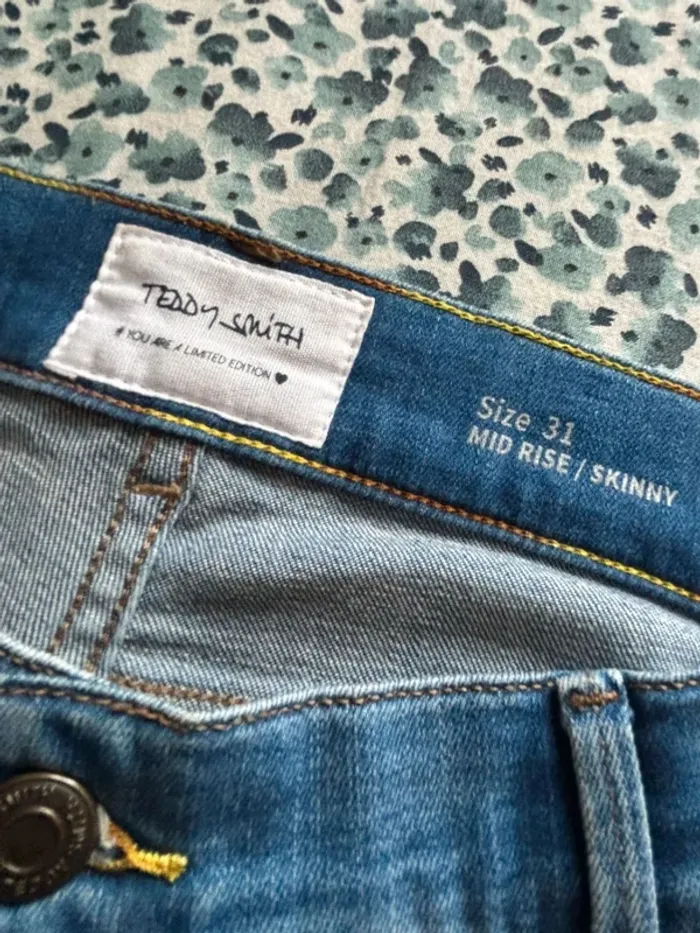 TEDDY SMITH
# YOU ARE A LIMITED EDITION ♥
Size 31
MID RISE / SKINNY